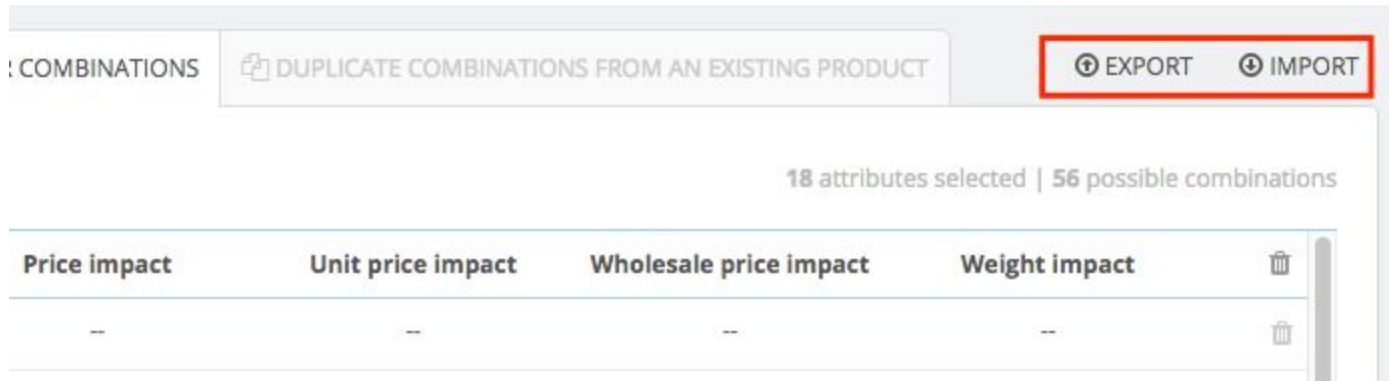 COMBINATIONS DUPLICATE COMBINATIONS FROM AN EXISTING PRODUCT EXPORT IMPORT
18 attributes selected | 56 possible combinations
Price impact Unit price impact Wholesale price impact Weight impact
-- -- -- --